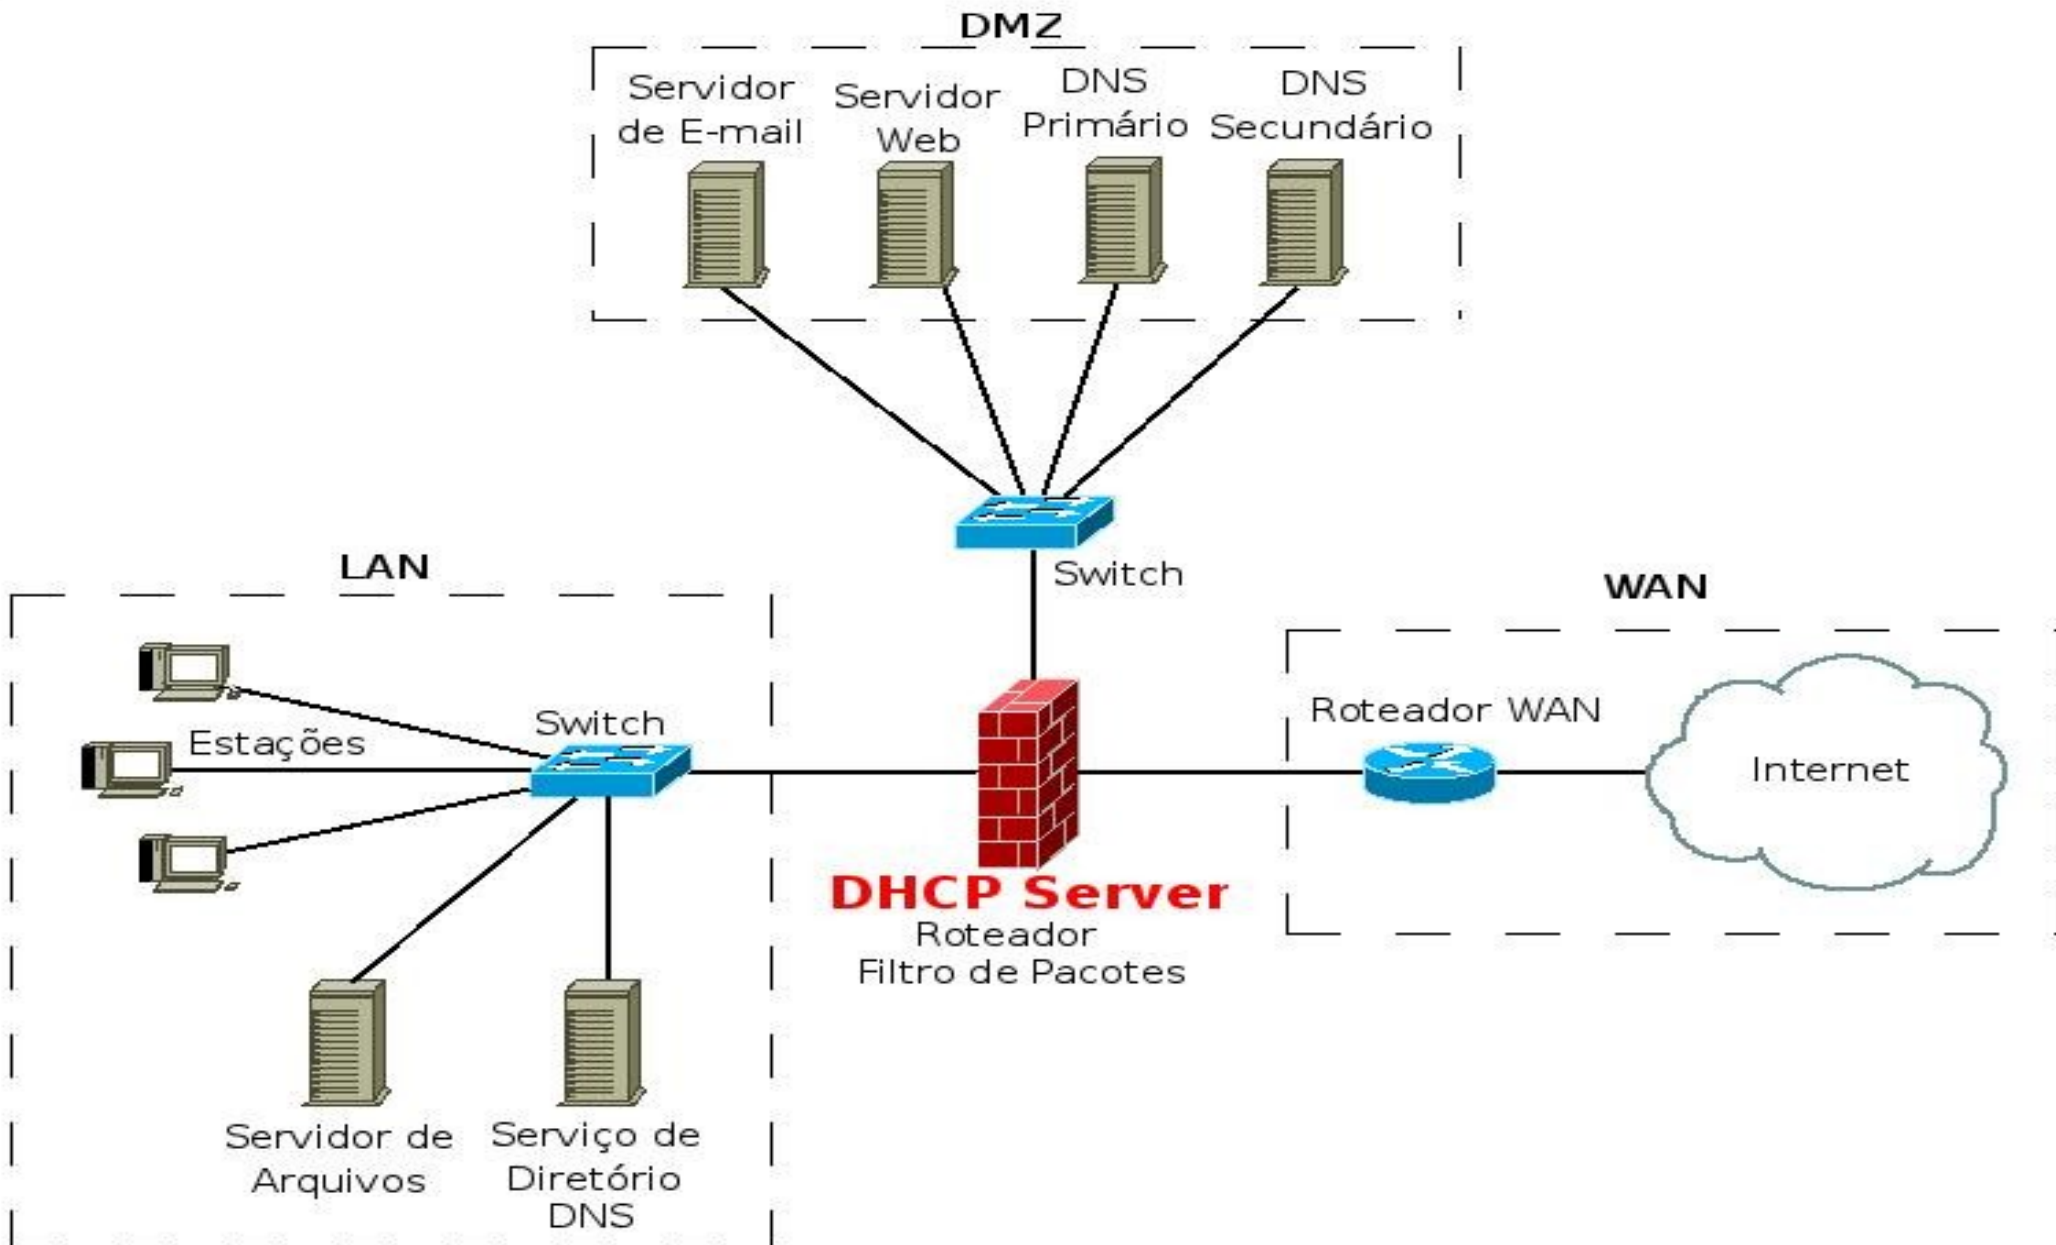 DMZ
Servidor
de E-mail
Servidor
Web
DNS
Primário
DNS
Secundário
Switch
LAN
Estações
Switch
Servidor de
Arquivos
Serviço de
Diretório
DNS
DHCP Server
Roteador
Filtro de Pacotes
WAN
Roteador WAN
Internet